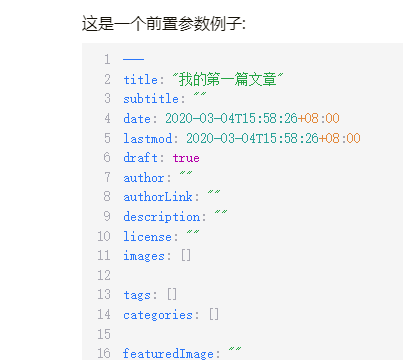 这是一个前置参数例子:
1 ---
2 title: "我的第一篇文章"
3 subtitle: ""
4 date: 2020-03-04T15:58:26+08:00
5 lastmod: 2020-03-04T15:58:26+08:00
6 draft: true
7 author: ""
8 authorLink: ""
9 description: ""
10 license: ""
11 images: []
12
13 tags: []
14 categories: []
15
16 featuredImage: ""